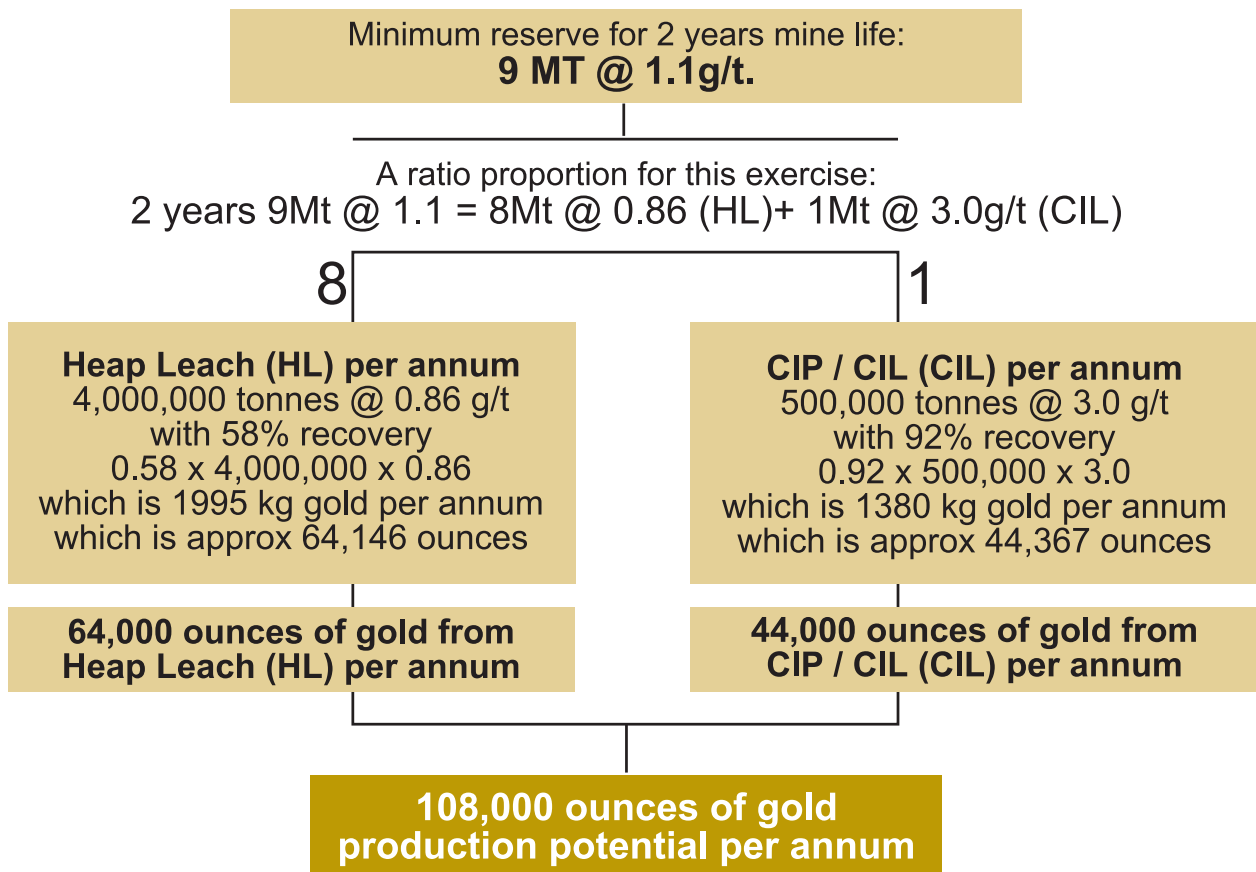 Minimum reserve for 2 years mine life:
9 MT @ 1.1g/t.
A ratio proportion for this exercise:
2 years 9Mt @ 1.1 = 8Mt @ 0.86 (HL)+ 1Mt @ 3.0g/t (CIL)
8
1
Heap Leach (HL) per annum
4,000,000 tonnes @ 0.86 g/t
with 58% recovery
0.58 x 4,000,000 x 0.86
which is 1995 kg gold per annum
which is approx 64,146 ounces
CIP / CIL (CIL) per annum
500,000 tonnes @ 3.0 g/t
with 92% recovery
0.92 x 500,000 x 3.0
which is 1380 kg gold per annum
which is approx 44,367 ounces
64,000 ounces of gold from
Heap Leach (HL) per annum
44,000 ounces of gold from
CIP / CIL (CIL) per annum
108,000 ounces of gold
production potential per annum